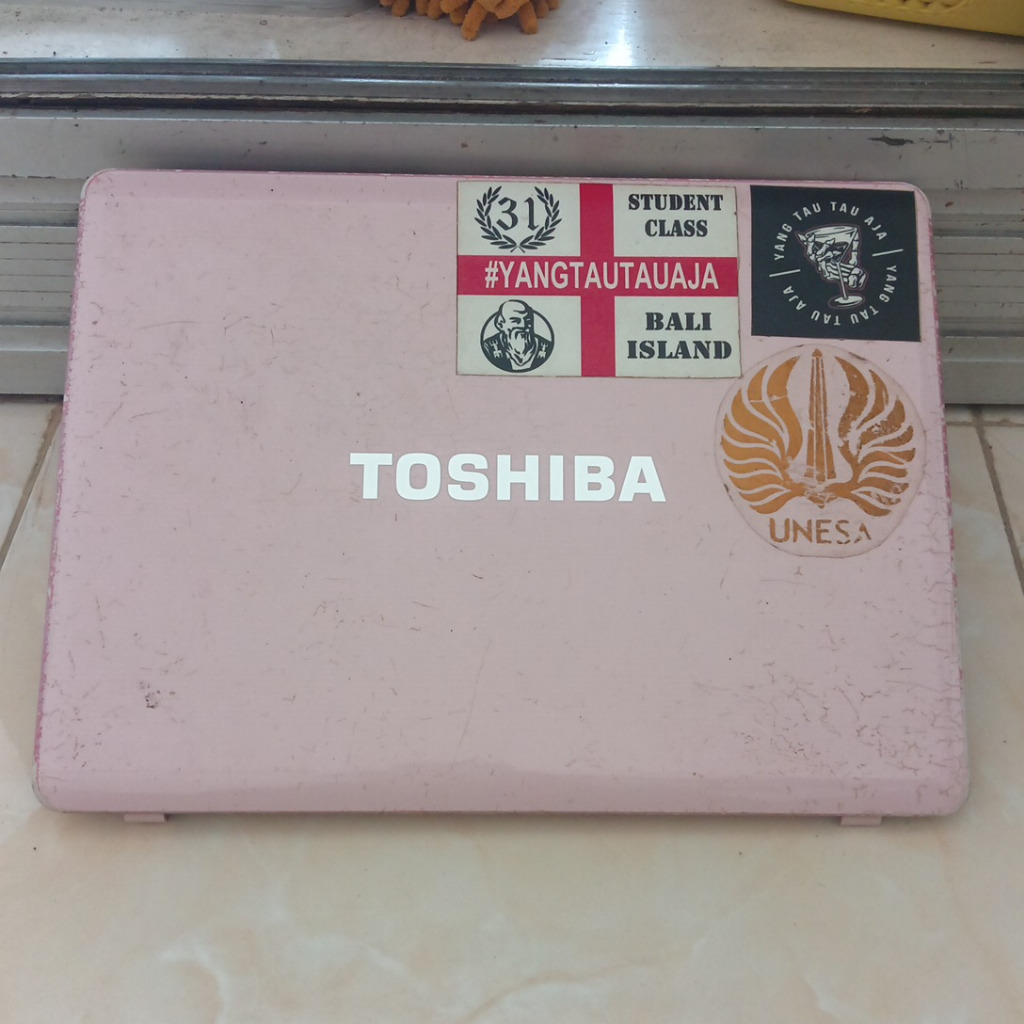 31
STUDENT
CLASS
#YANGTAUTAUAJA
BALI
ISLAND
YANG TAU TAU AJA
YANG TAU TAU AJA
TOSHIBA
UNESA